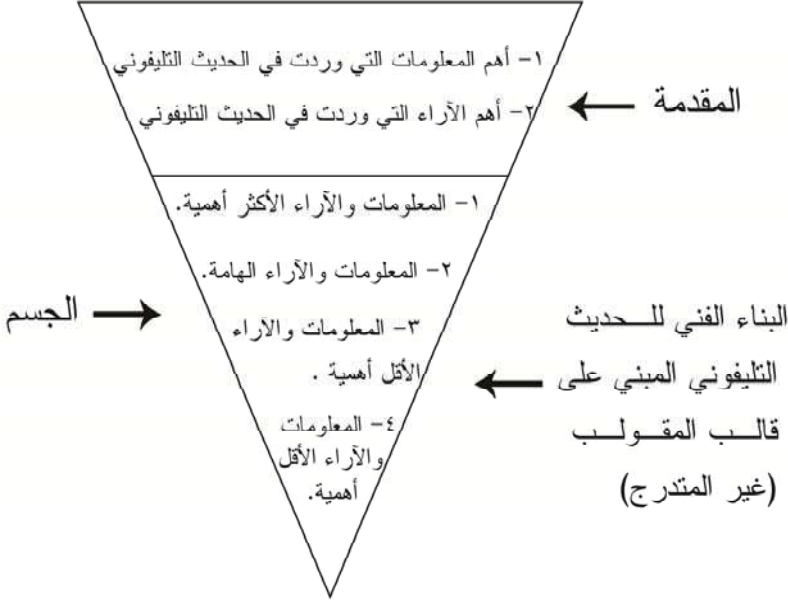 ١- أهم المعلومات التي وردت في الحديث التليفوني
٢- أهم الآراء التي وردت في الحديث التليفوني
المقدمة
١- المعلومات والآراء الأكثر أهمية.
٢- المعلومات والآراء الهامة.
٣- المعلومات والآراء
الأقل أهمية .
٤- المعلومات
والآراء الأقل
أهمية.
الجسم
البناء الفني للحديث
التليفوني المبني على
قالب المقولب
(غير المتدرج)